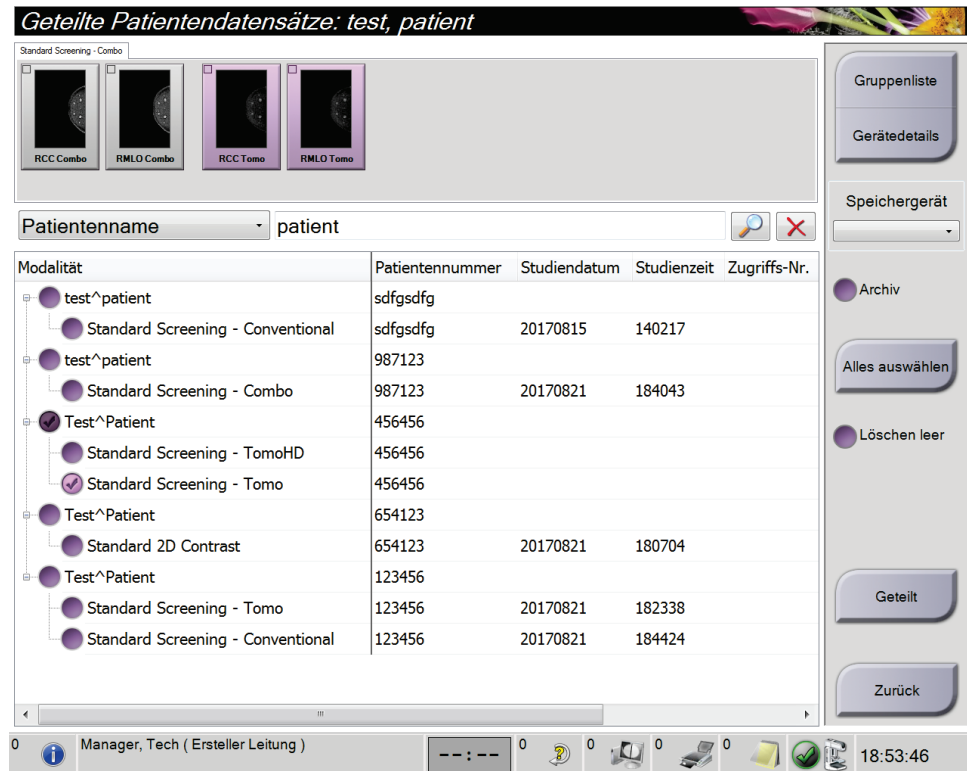 Geteilte Patientendatensätze: test, patient
Standard Screening - Combo
RCC Combo RMLO Combo RCC Tomo RMLO Tomo
Gruppenliste
Gerätedetails
Speichergerät
Patientenname patient
Modalität Patientennummer Studiendatum Studienzeit Zugriffs-Nr.
test^patient sdfgsdfg
Standard Screening - Conventional sdfgsdfg 20170815 140217
test^patient 987123
Standard Screening - Combo 987123 20170821 184043
Test^Patient 456456
Standard Screening - TomoHD 456456
Standard Screening - Tomo 456456
Test^Patient 654123
Standard 2D Contrast 654123 20170821 180704
Test^Patient 123456
Standard Screening - Tomo 123456 20170821 182338
Standard Screening - Conventional 123456 20170821 184424
Archiv
Alles auswählen
Löschen leer
Geteilt
Zurück
0 Manager, Tech ( Ersteller Leitung ) --:-- 0 0 0 0 18:53:46